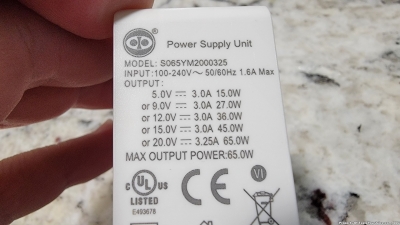 Power Supply Unit
MODEL: S065YM2000325
INPUT:100-240V～ 50/60Hz 1.6A Max
OUTPUT:
5.0V ⎓ 3.0A 15.0W
or 9.0V ⎓ 3.0A 27.0W
or 12.0V ⎓ 3.0A 36.0W
or 15.0V ⎓ 3.0A 45.0W
or 20.0V ⎓ 3.25A 65.0W
MAX OUTPUT POWER:65.0W
c UL us CE VI
LISTED
E493678